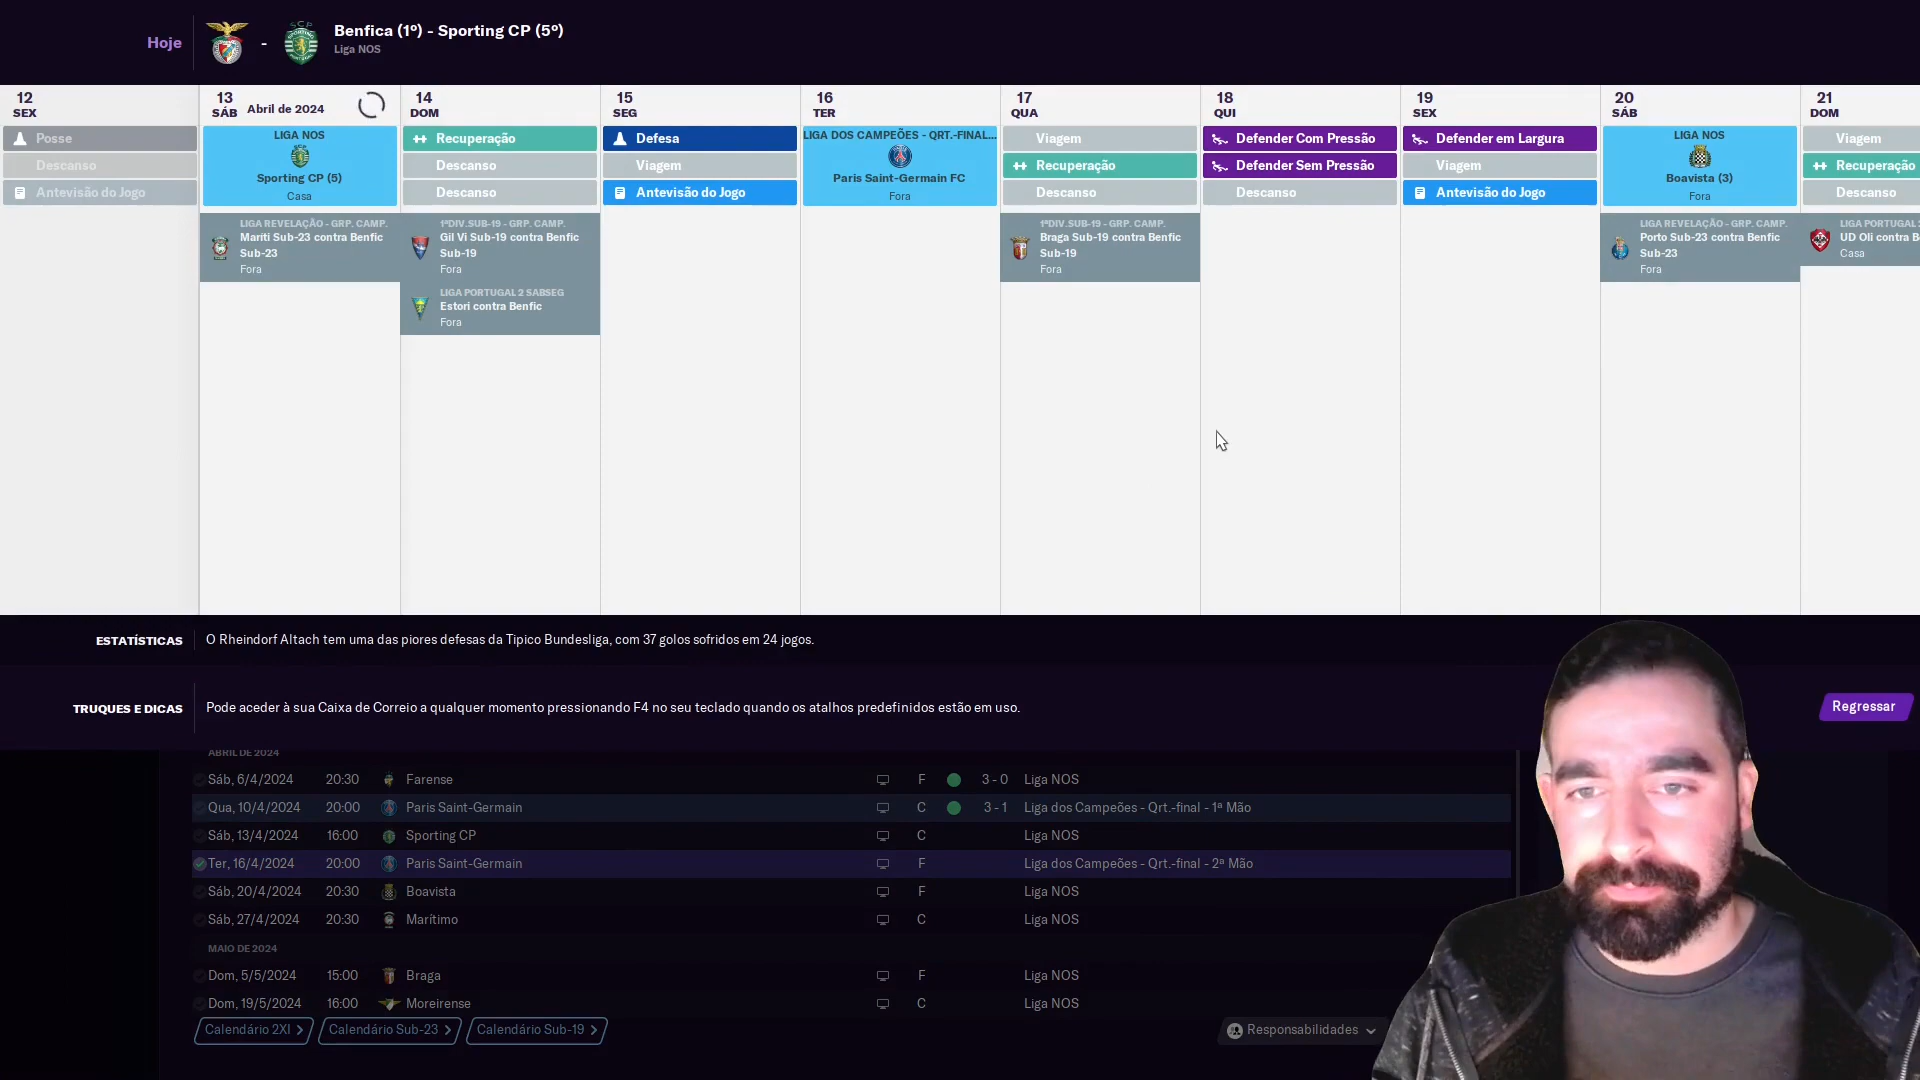 Hoje
Benfica (1º) - Sporting CP (5º)
Liga NOS
12
SEX
Posse
Descanso
Antevisão do Jogo
13
SÁB
Abril de 2024
LIGA NOS
Sporting CP (5)
Casa
LIGA REVELAÇÃO - GRP. CAMP.
Maríti Sub-23 contra Benfic
Sub-23
Fora
14
DOM
Recuperação
Descanso
Descanso
1ªDIV.SUB-19 - GRP. CAMP.
Gil Vi Sub-19 contra Benfic
Sub-19
Fora
LIGA PORTUGAL 2 SABSEG
Estori contra Benfic
Fora
15
SEG
Defesa
Viagem
Antevisão do Jogo
16
TER
LIGA DOS CAMPEÕES - QRT.-FINAL...
Paris Saint-Germain FC
Fora
17
QUA
Viagem
Recuperação
Descanso
1ªDIV.SUB-19 - GRP. CAMP.
Braga Sub-19 contra Benfic
Sub-19
Fora
18
QUI
Defender Com Pressão
Defender Sem Pressão
Descanso
19
SEX
Defender em Largura
Viagem
Antevisão do Jogo
20
SÁB
LIGA NOS
Boavista (3)
Fora
LIGA REVELAÇÃO - GRP. CAMP.
Porto Sub-23 contra Benfic
Sub-23
Fora
21
DOM
Viagem
Recuperação
Descanso
LIGA PORTUGAL
UD Oli contra B
Casa
ESTATÍSTICAS
O Rheindorf Altach tem uma das piores defesas da Tipico Bundesliga, com 37 golos sofridos em 24 jogos.
TRUQUES E DICAS
Pode aceder à sua Caixa de Correio a qualquer momento pressionando F4 no seu teclado quando os atalhos predefinidos estão em uso.
Regressar
ABRIL DE 2024
Sáb, 6/4/2024 20:30 Farense F 3 - 0 Liga NOS
Qua, 10/4/2024 20:00 Paris Saint-Germain C 3 - 1 Liga dos Campeões - Qrt.-final - 1ª Mão
Sáb, 13/4/2024 16:00 Sporting CP C Liga NOS
Ter, 16/4/2024 20:00 Paris Saint-Germain F Liga dos Campeões - Qrt.-final - 2ª Mão
Sáb, 20/4/2024 20:30 Boavista F Liga NOS
Sáb, 27/4/2024 20:30 Marítimo C Liga NOS
MAIO DE 2024
Dom, 5/5/2024 15:00 Braga F Liga NOS
Dom, 19/5/2024 16:00 Moreirense C Liga NOS
Calendário 2XI
Calendário Sub-23
Calendário Sub-19
Responsabilidades